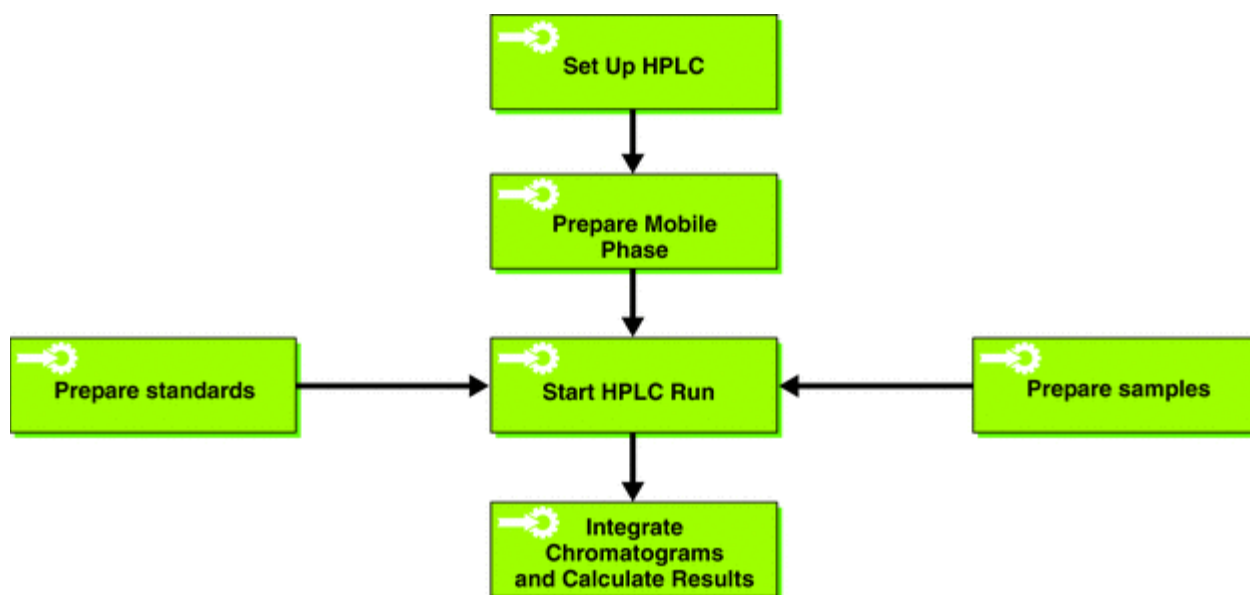 Set Up HPLC
Prepare Mobile
Phase
Prepare standards
Start HPLC Run
Prepare samples
Integrate
Chromatograms
and Calculate Results